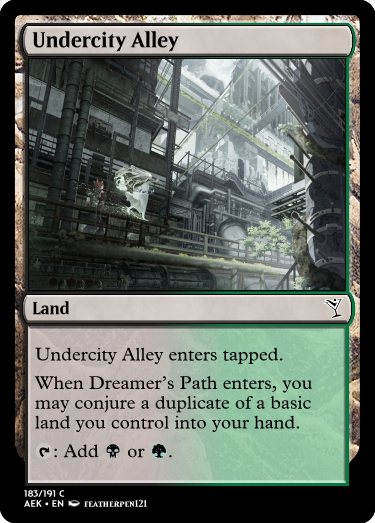 Undercity Alley
Land
Undercity Alley enters tapped.
When Dreamer's Path enters, you
may conjure a duplicate of a basic
land you control into your hand.
: Add or .
183/191 C
AEK • EN FEATHERPEN121